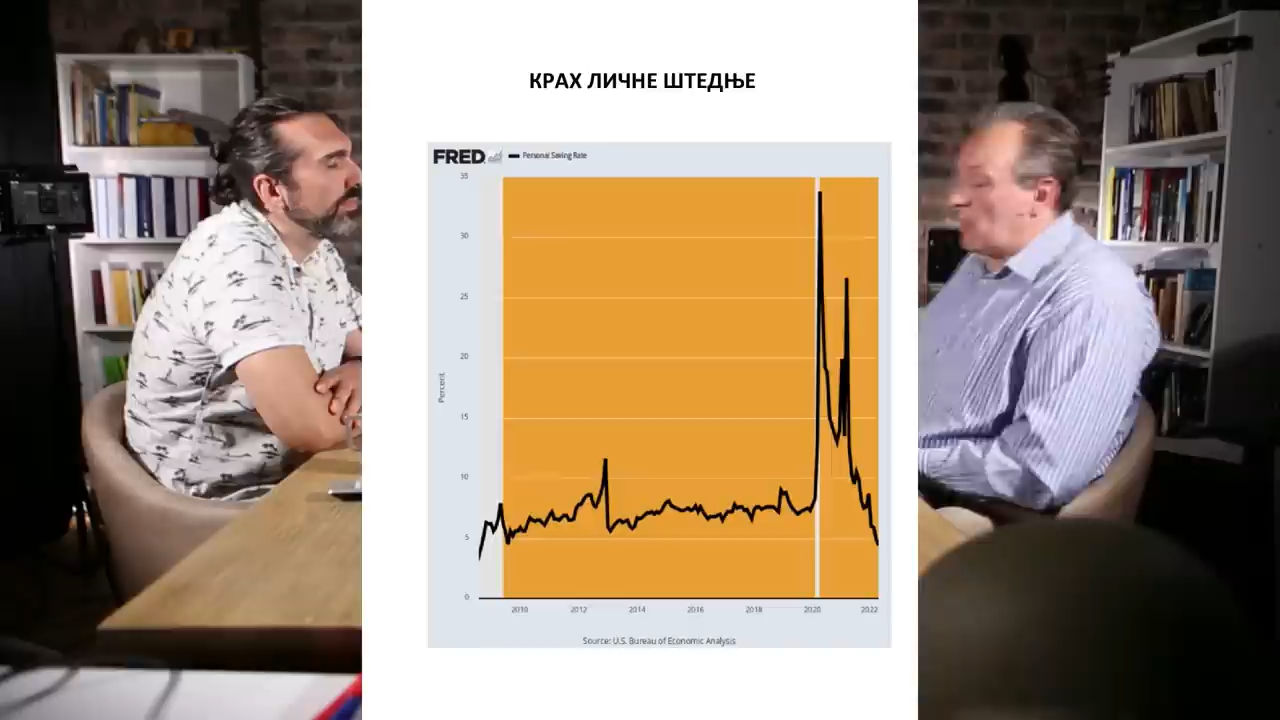 КРАХ ЛИЧНЕ ШТЕДЊЕ
FRED
Personal Saving Rate
35
30
25
20
15
10
5
0
Percent
2010 2012 2014 2016 2018 2020 2022
Source: U.S. Bureau of Economic Analysis